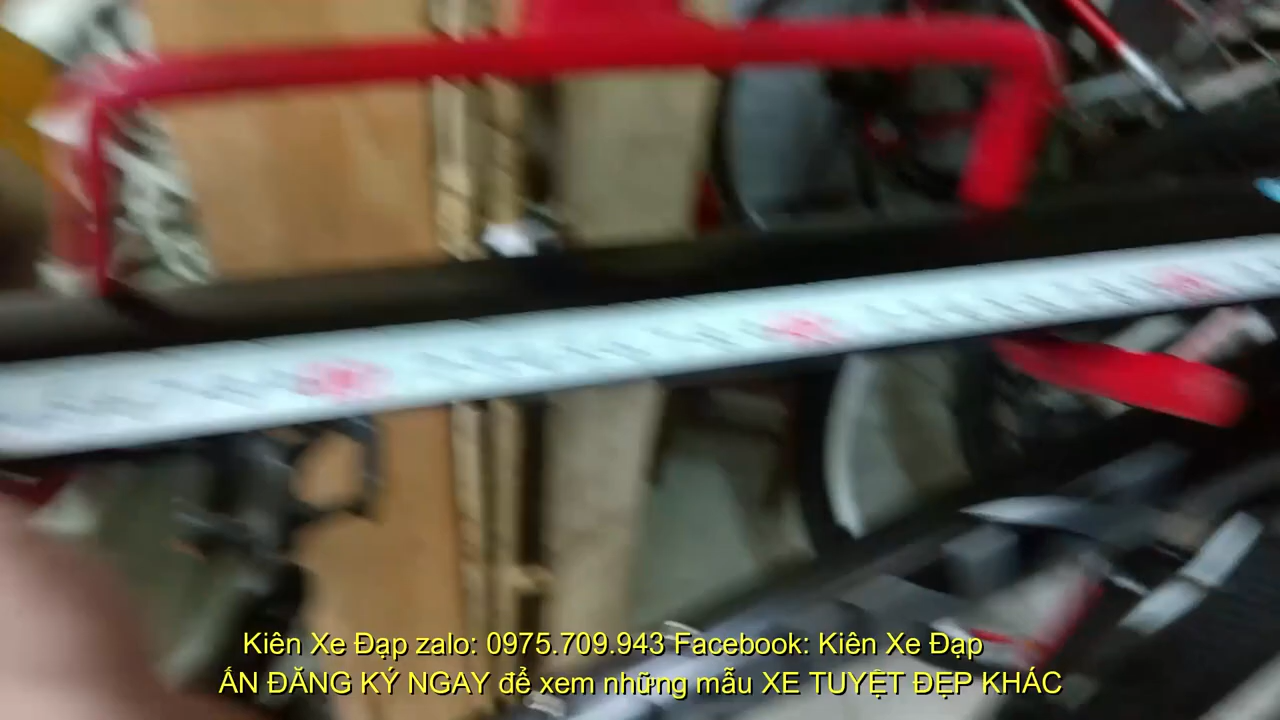 Kiên Xe Đạp zalo: 0975.709.943 Facebook: Kiên Xe Đạp
ẤN ĐĂNG KÝ NGAY để xem những mẫu XE TUYỆT ĐẸP KHÁC